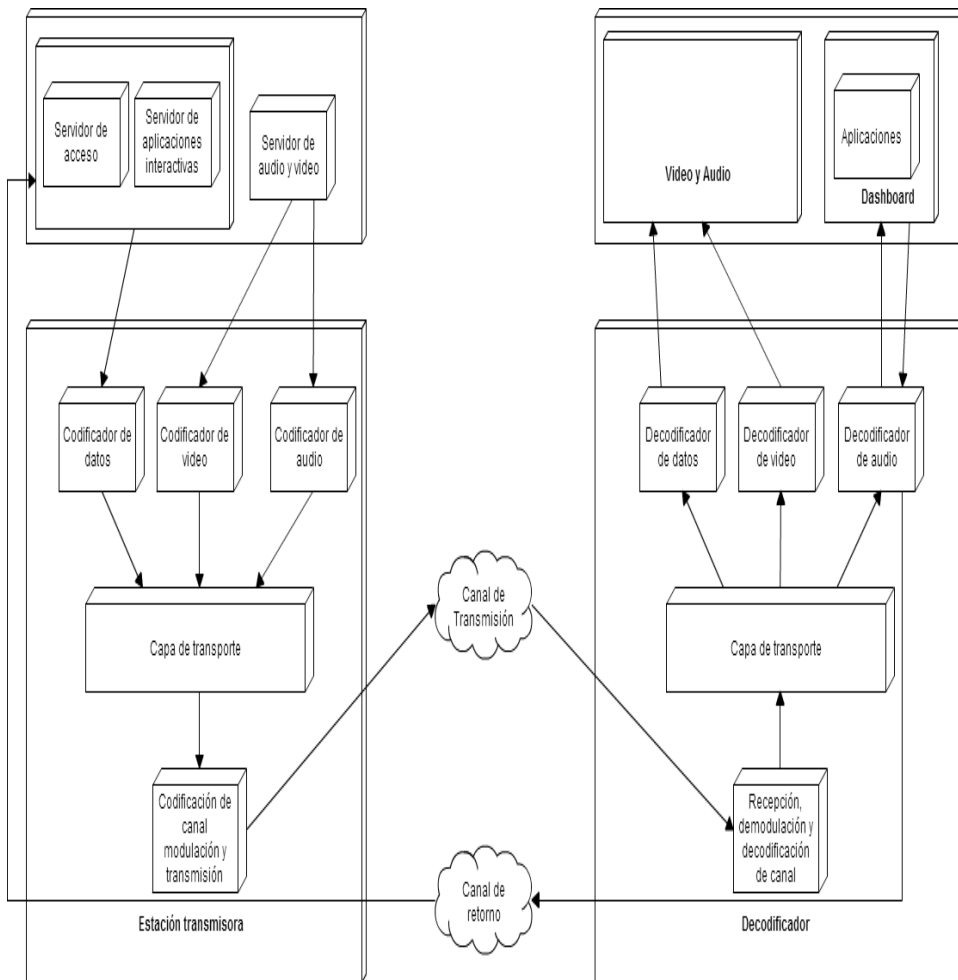 Servidor de
acceso
Servidor de
aplicaciones
interactivas
Servidor de
audio y video
Video y Audio
Aplicaciones
Dashboard
Codificador de
datos
Codificador de
video
Codificador de
audio
Decodificador
de datos
Decodificador
de video
Decodificador
de audio
Capa de transporte
Canal de
Transmisión
Capa de transporte
Codificación de
canal
modulación y
transmisión
Recepción,
demodulación y
decodificación
de canal
Canal de
retorno
Estación transmisora
Decodificador